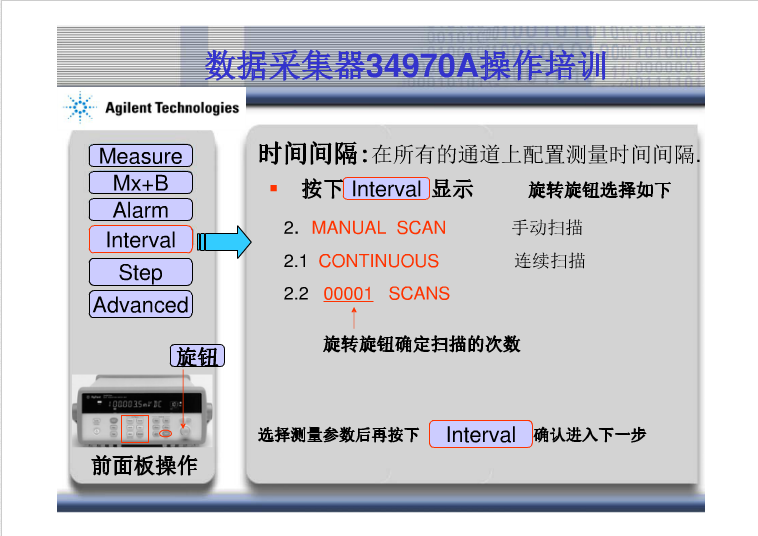 数据采集器34970A操作培训
Agilent Technologies
Measure
Mx+B
Alarm
Interval
Step
Advanced
旋钮
前面板操作
时间间隔:在所有的通道上配置测量时间间隔.
按下 Interval 显示 旋转旋钮选择如下
2. MANUAL SCAN 手动扫描
2.1 CONTINUOUS 连续扫描
2.2 00001 SCANS
旋转旋钮确定扫描的次数
选择测量参数后再按下 Interval 确认进入下一步